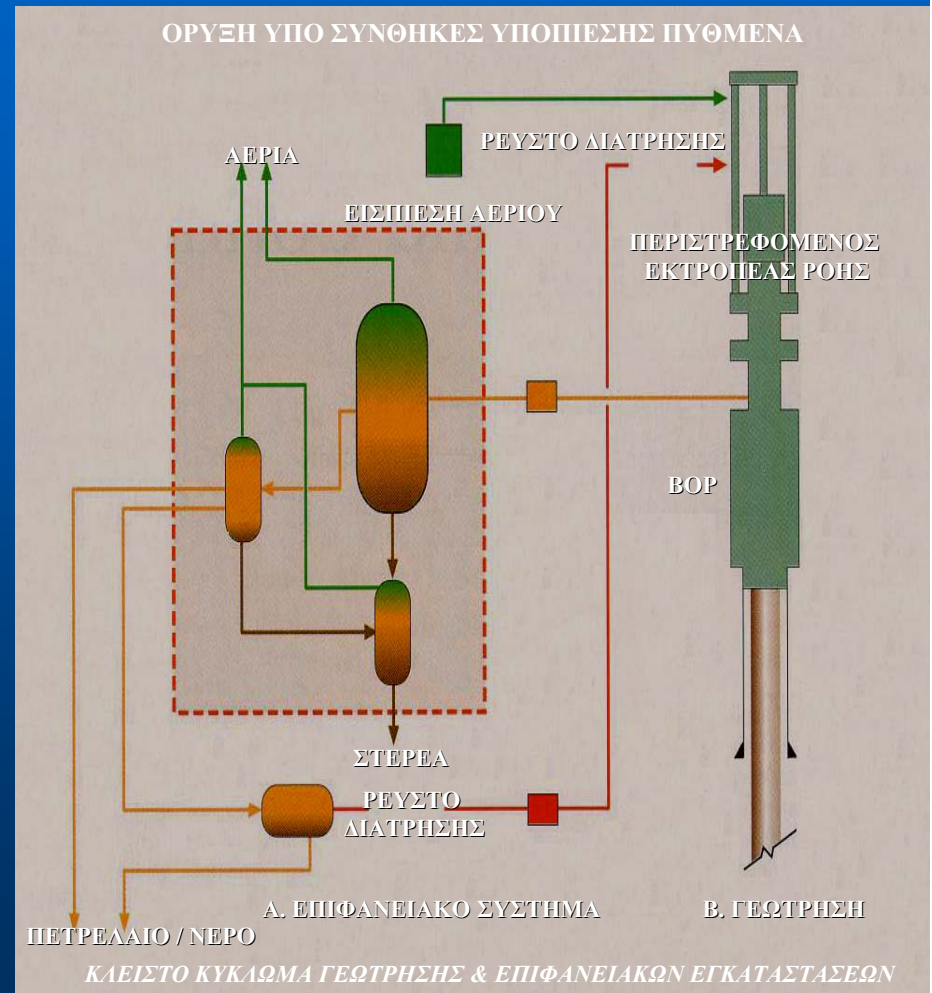 ΟΡΥΞΗ ΥΠΟ ΣΥΝΘΗΚΕΣ ΥΠΟΠΙΕΣΗΣ ΠΥΘΜΕΝΑ
ΡΕΥΣΤΟ ΔΙΑΤΡΗΣΗΣ
ΑΕΡΙΑ
ΕΙΣΠΙΕΣΗ ΑΕΡΙΟΥ
ΠΕΡΙΣΤΡΕΦΟΜΕΝΟΣ
ΕΚΤΡΟΠΕΑΣ ΡΟΗΣ
BOP
ΣΤΕΡΕΑ
ΡΕΥΣΤΟ
ΔΙΑΤΡΗΣΗΣ
Α. ΕΠΙΦΑΝΕΙΑΚΟ ΣΥΣΤΗΜΑ
Β. ΓΕΩΤΡΗΣΗ
ΠΕΤΡΕΛΑΙΟ / ΝΕΡΟ
ΚΛΕΙΣΤΟ ΚΥΚΛΩΜΑ ΓΕΩΤΡΗΣΗΣ & ΕΠΙΦΑΝΕΙΑΚΩΝ ΕΓΚΑΤΑΣΤΑΣΕΩΝ